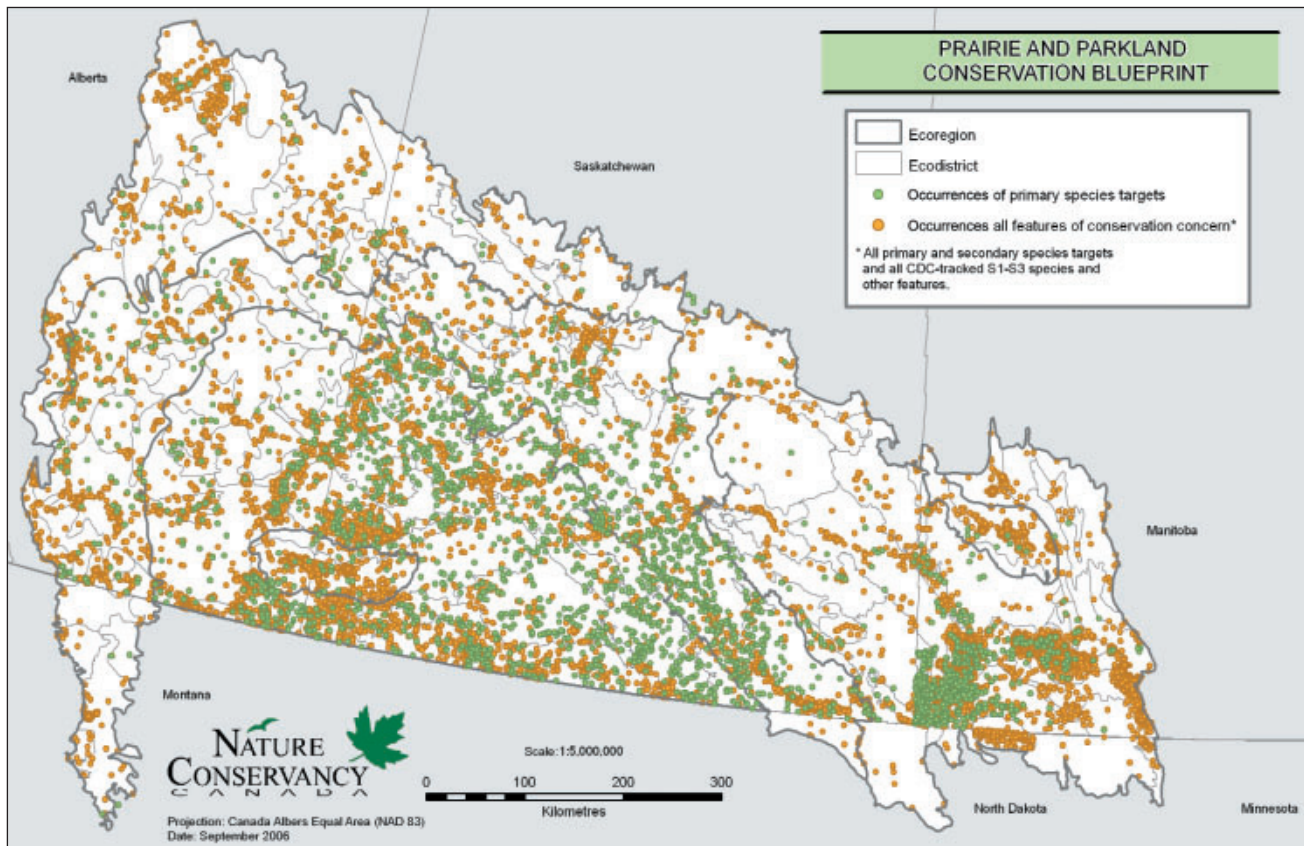 PRAIRIE AND PARKLAND
CONSERVATION BLUEPRINT
Alberta
Ecoregion
Ecodistrict
Saskatchewan
Occurrences of primary species targets
Occurrences all features of conservation concern*
* All primary and secondary species targets
and all CDC-tracked S1-S3 species and
other features.
Manitoba
Montana
NATURE
CONSERVANCY
CANADA
Scale: 1:5,000,000
0 100 200 300
Kilometres
North Dakota
Minnesota
Projection: Canada Albers Equal Area (NAD 83)
Date: September 2006